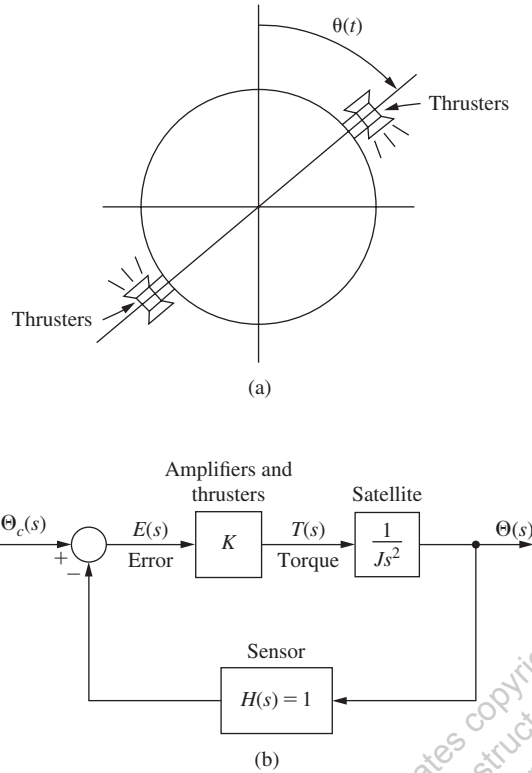 θ(t)
Thrusters
Thrusters
(a)
Amplifiers and
thrusters
Satellite
Θc(s)
E(s)
T(s)
Θ(s)
K
1
Js²
+
−
Error
Torque
Sensor
H(s) = 1
(b)